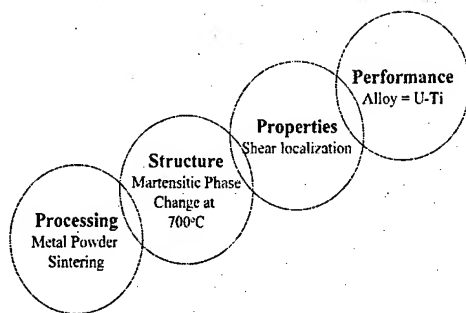 Performance
Alloy = U-Ti
Properties
Shear localization
Structure
Martensitic Phase
Change at
700°C
Processing
Metal Powder
Sintering